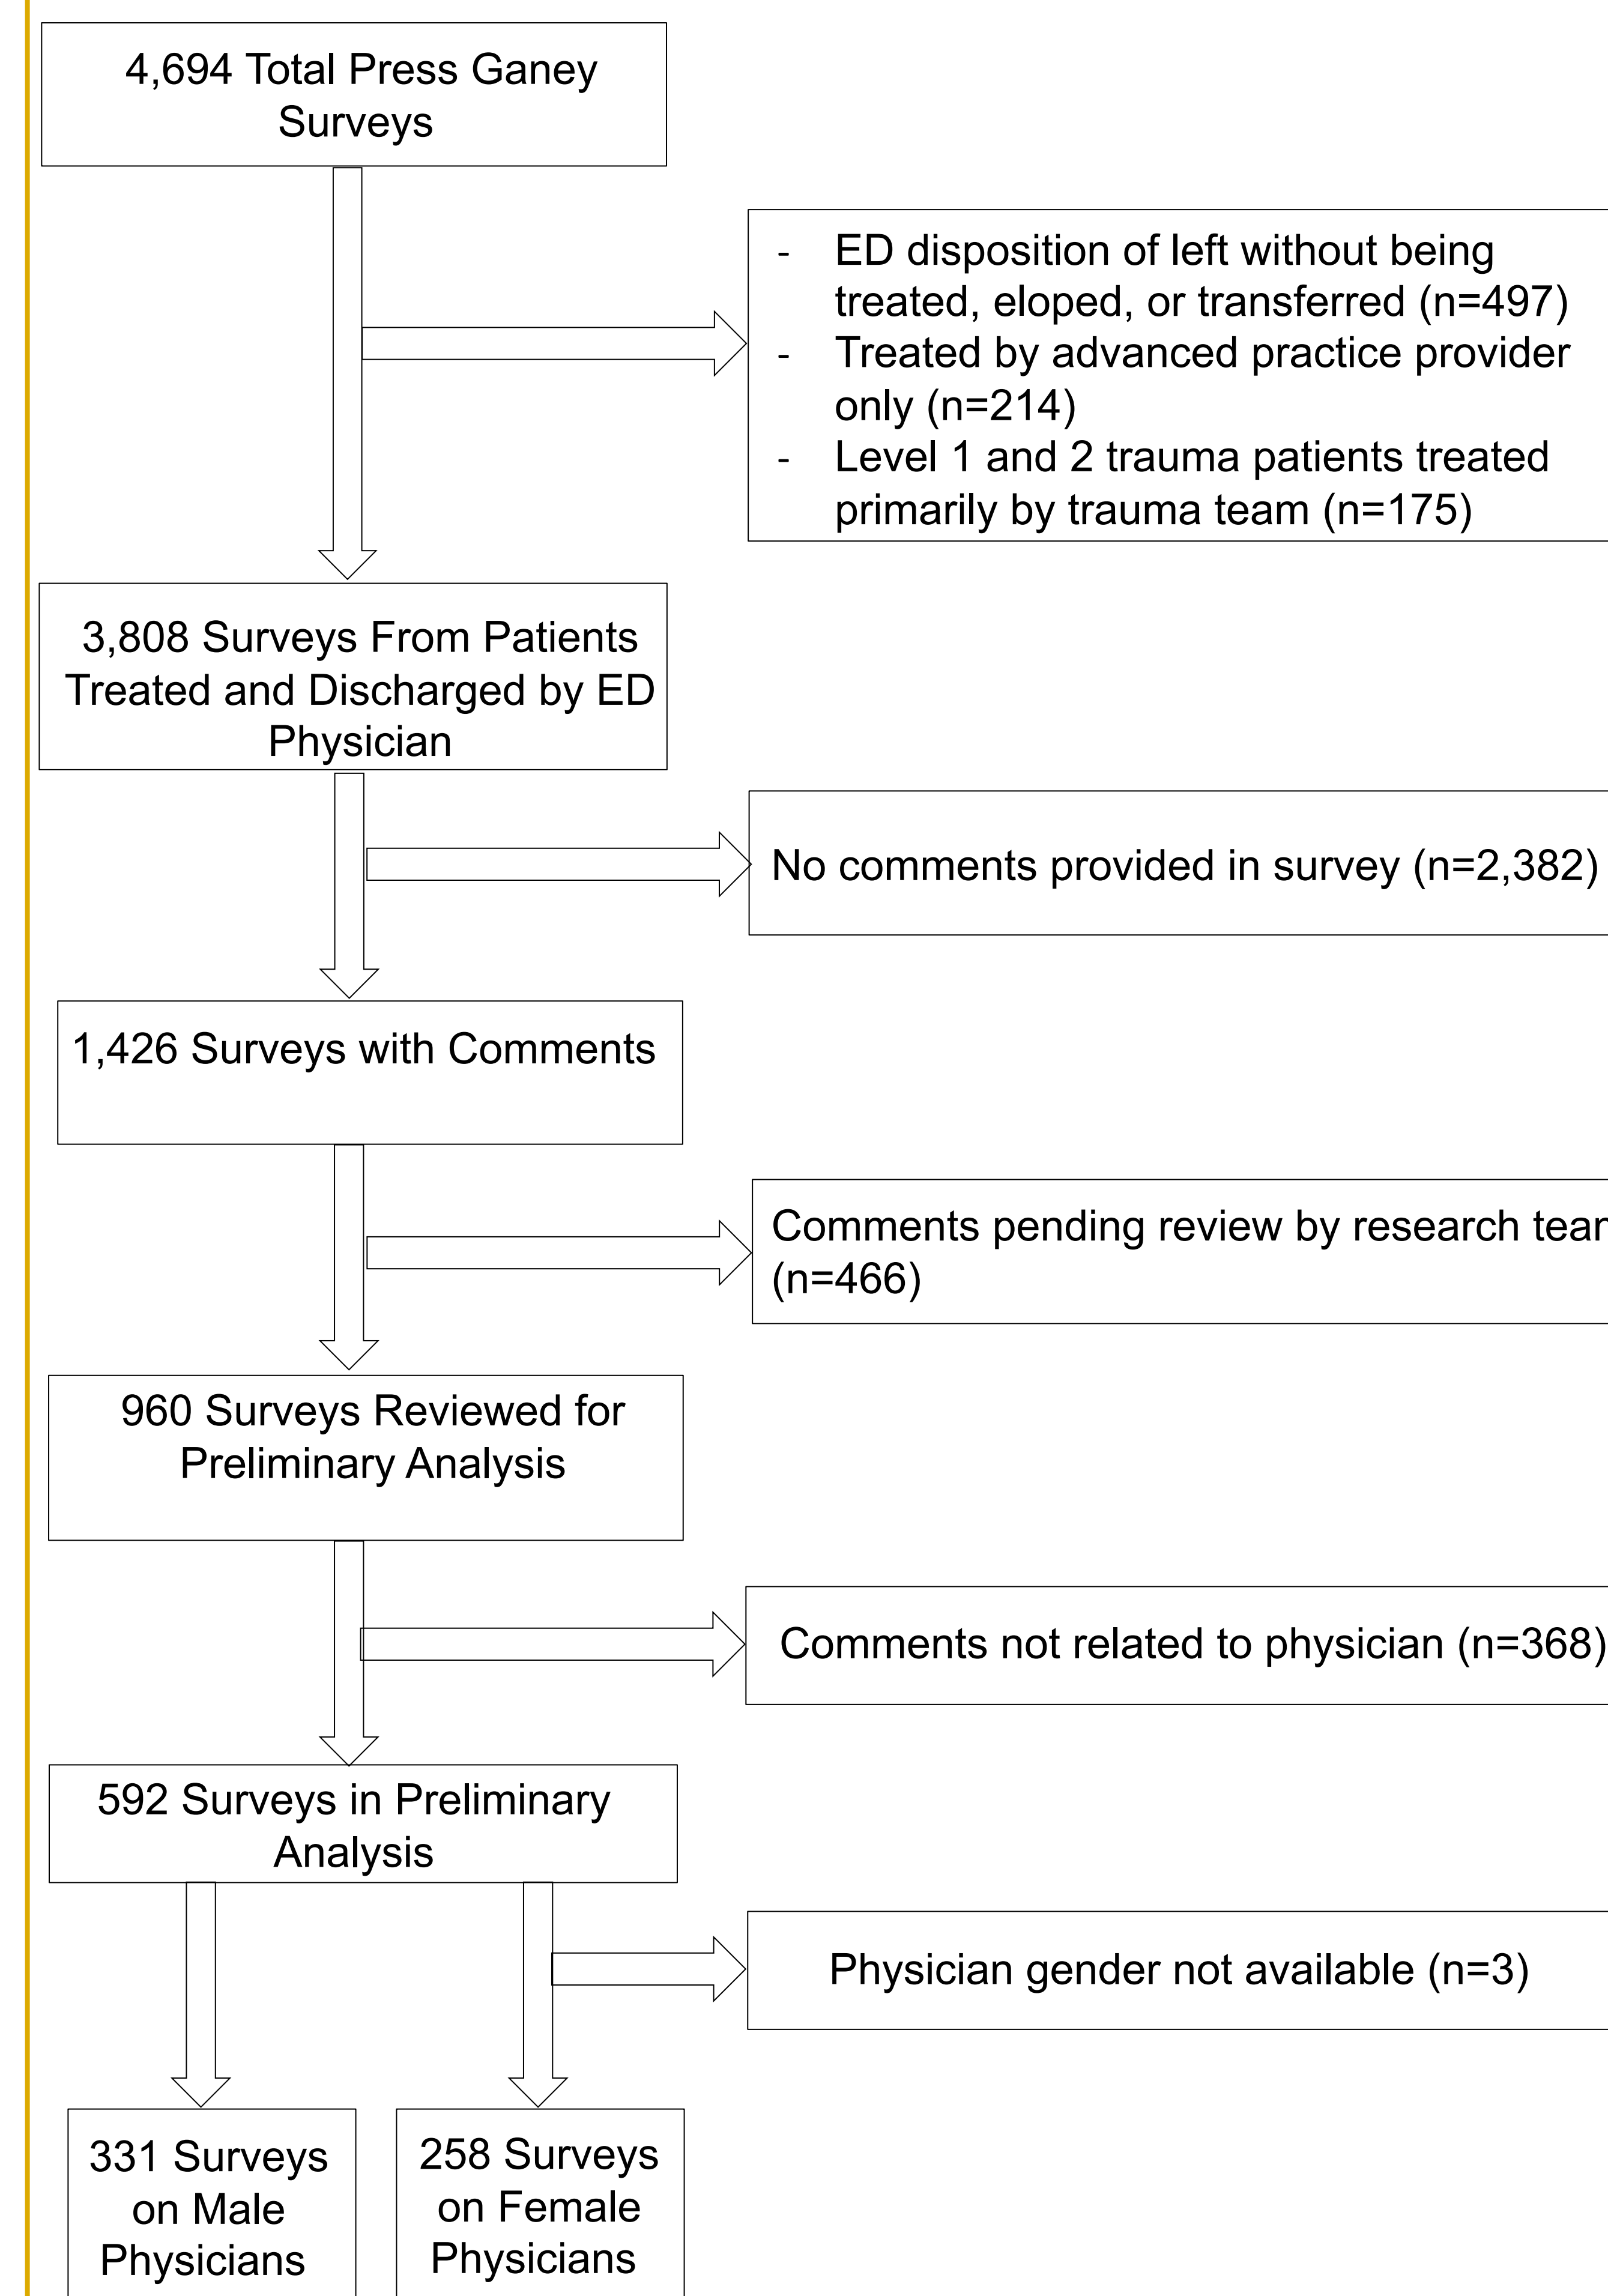 4,694 Total Press Ganey
Surveys
- ED disposition of left without being
treated, eloped, or transferred (n=497)
- Treated by advanced practice provider
only (n=214)
- Level 1 and 2 trauma patients treated
primarily by trauma team (n=175)
3,808 Surveys From Patients
Treated and Discharged by ED
Physician
No comments provided in survey (n=2,382)
1,426 Surveys with Comments
Comments pending review by research
(n=466)
960 Surveys Reviewed for
Preliminary Analysis
Comments not related to physician (n=368)
592 Surveys in Preliminary
Analysis
Physician gender not available (n=3)
331 Surveys
on Male
Physicians
258 Surveys
on Female
Physicians